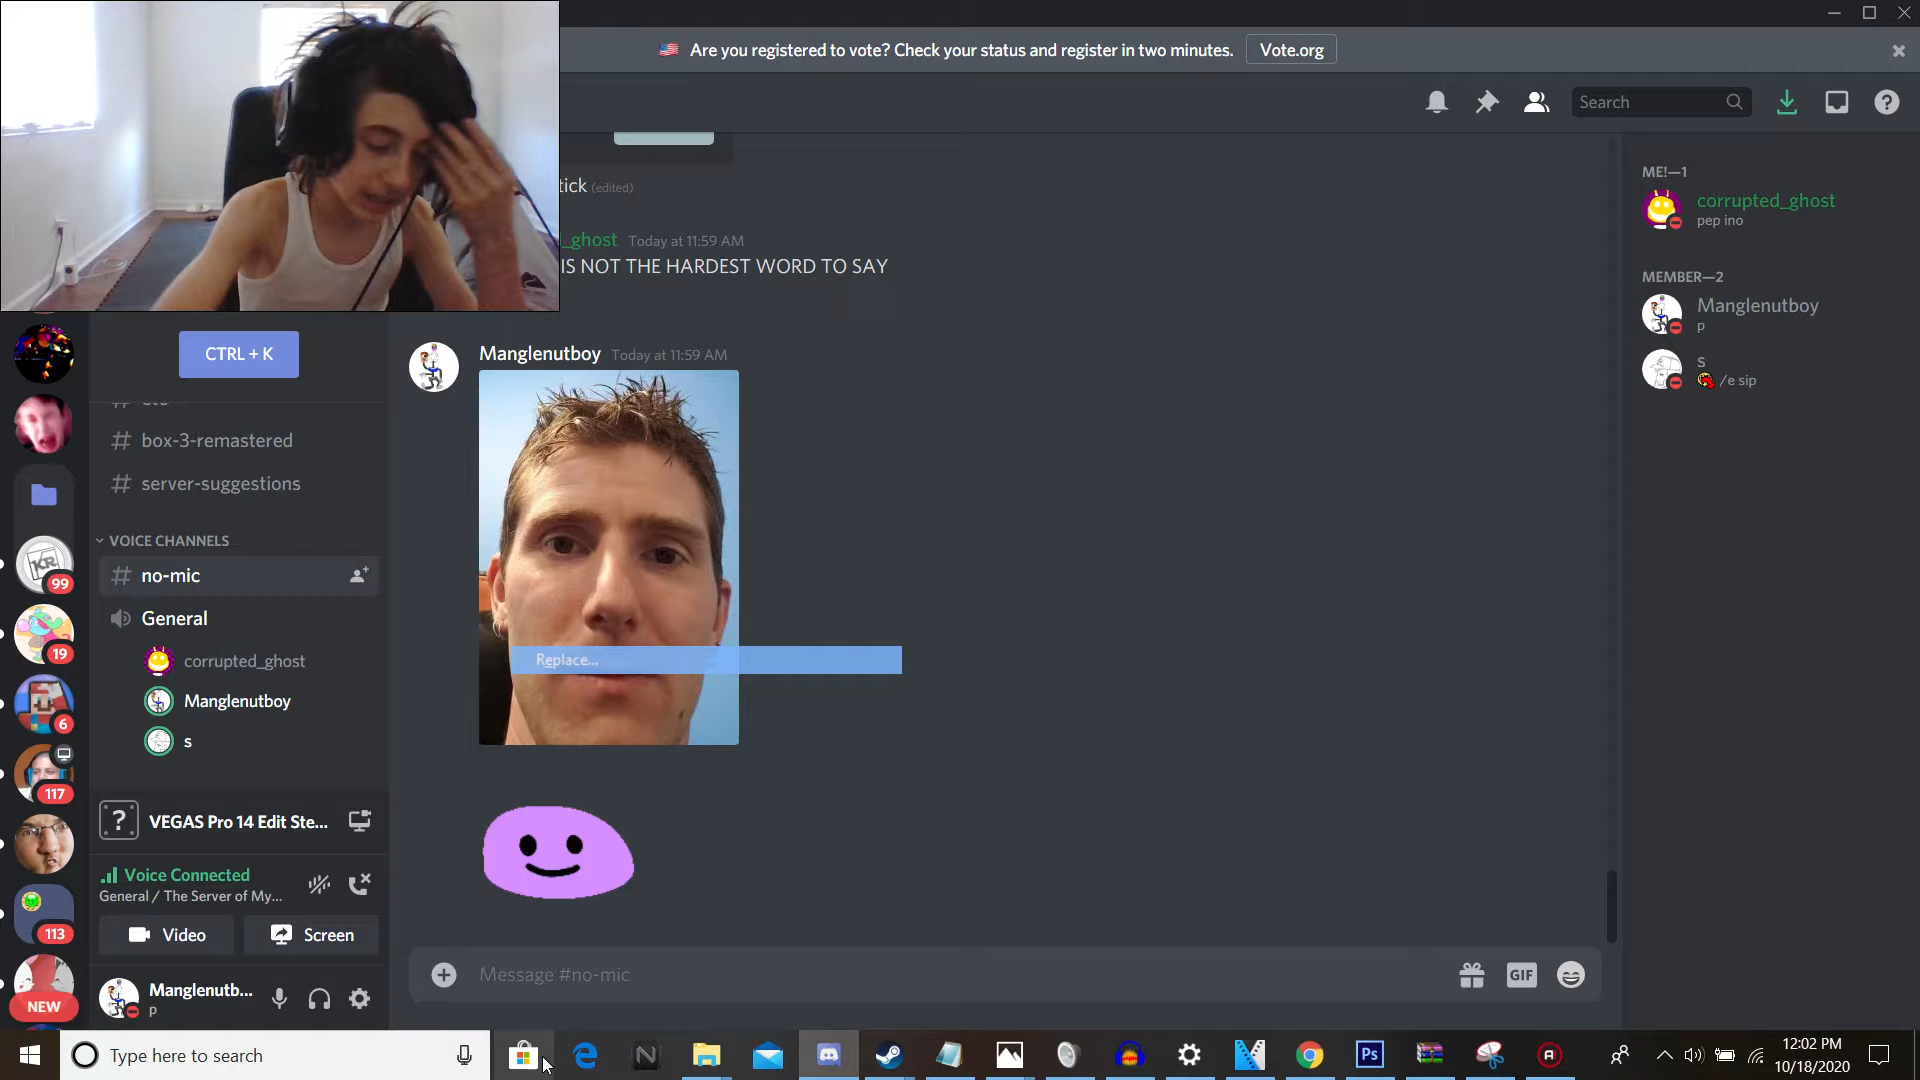 Are you registered to vote? Check your status and register in two minutes.
Vote.org
Search
tick (edited)
_ghost Today at 11:59 AM
IS NOT THE HARDEST WORD TO SAY
ME!—1
corrupted_ghost
pep ino
MEMBER—2
Manglenutboy
p
s
/e sip
CTRL + K
# box-3-remastered
# server-suggestions
VOICE CHANNELS
# no-mic
General
corrupted_ghost
Manglenutboy
s
Manglenutboy Today at 11:59 AM
Replace...
99
19
6
117
113
NEW
? VEGAS Pro 14 Edit Ste...
Voice Connected
General / The Server of My...
Video
Screen
Manglenutb...
p
Message #no-mic
GIF
Type here to search
Ps
12:02 PM
10/18/2020